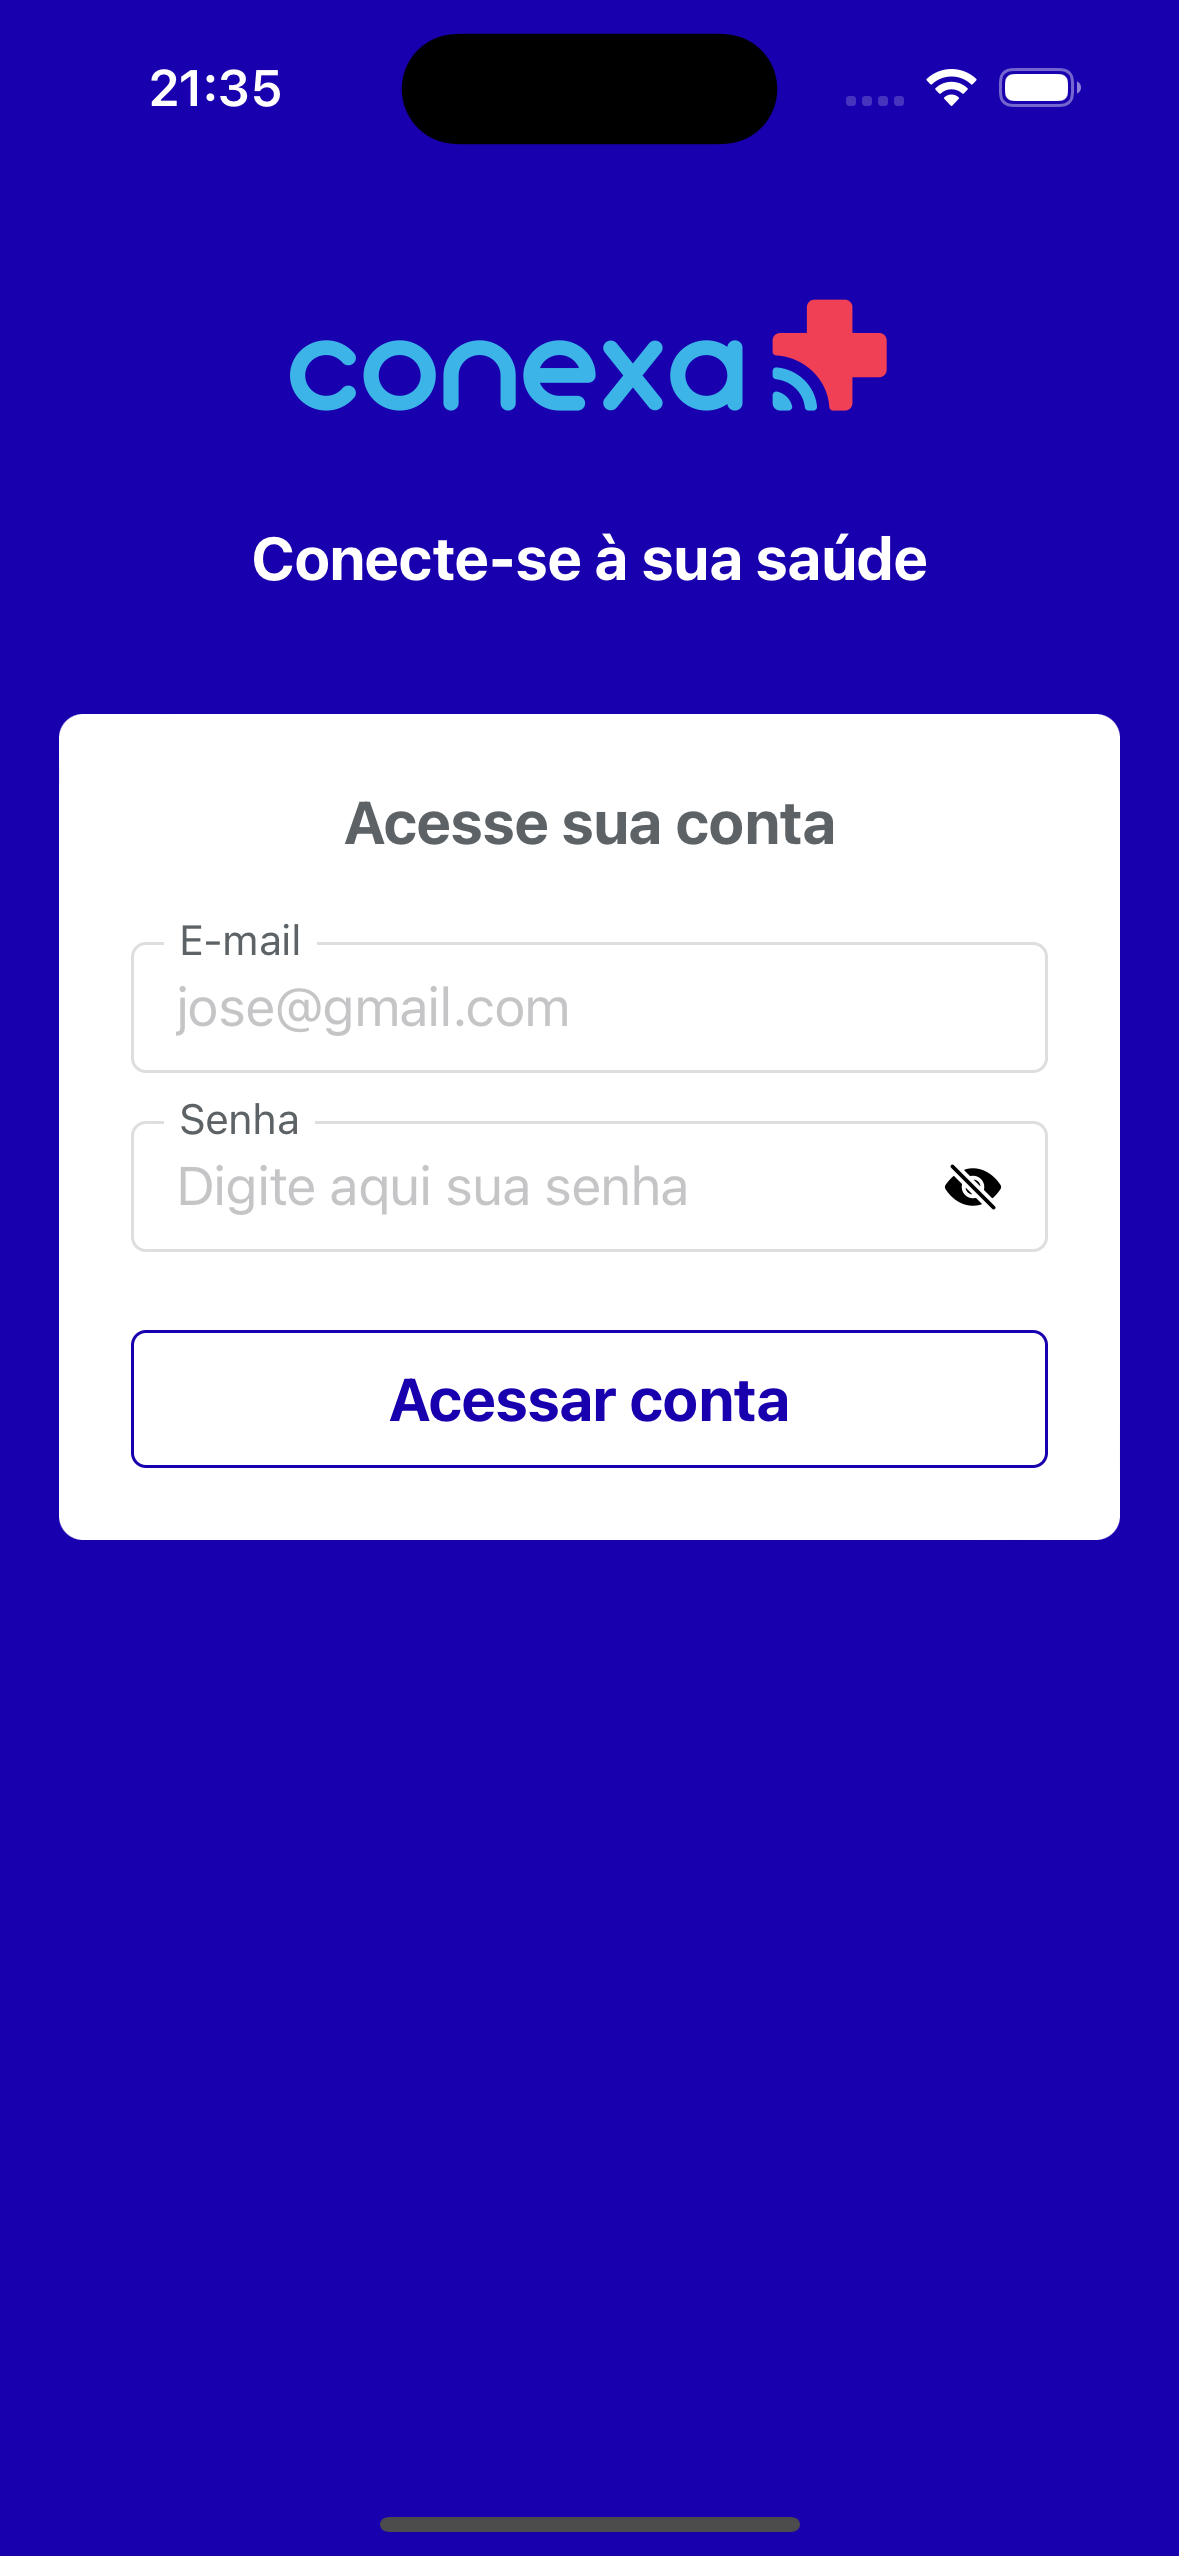 21:35
conexa
Conecte-se à sua saúde
Acesse sua conta
E-mail
jose@gmail.com
Senha
Digite aqui sua senha
Acessar conta